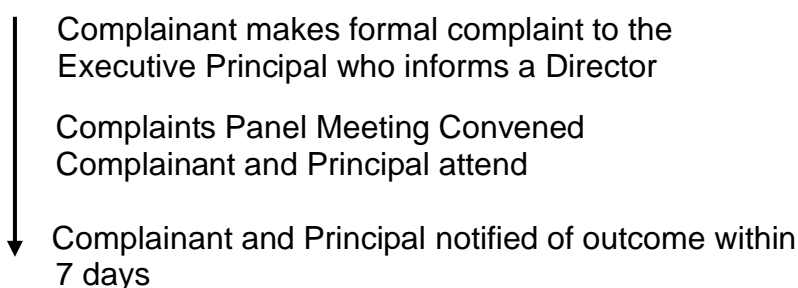 Complainant makes formal complaint to the
Executive Principal who informs a Director
Complaints Panel Meeting Convened
Complainant and Principal attend
Complainant and Principal notified of outcome within
7 days